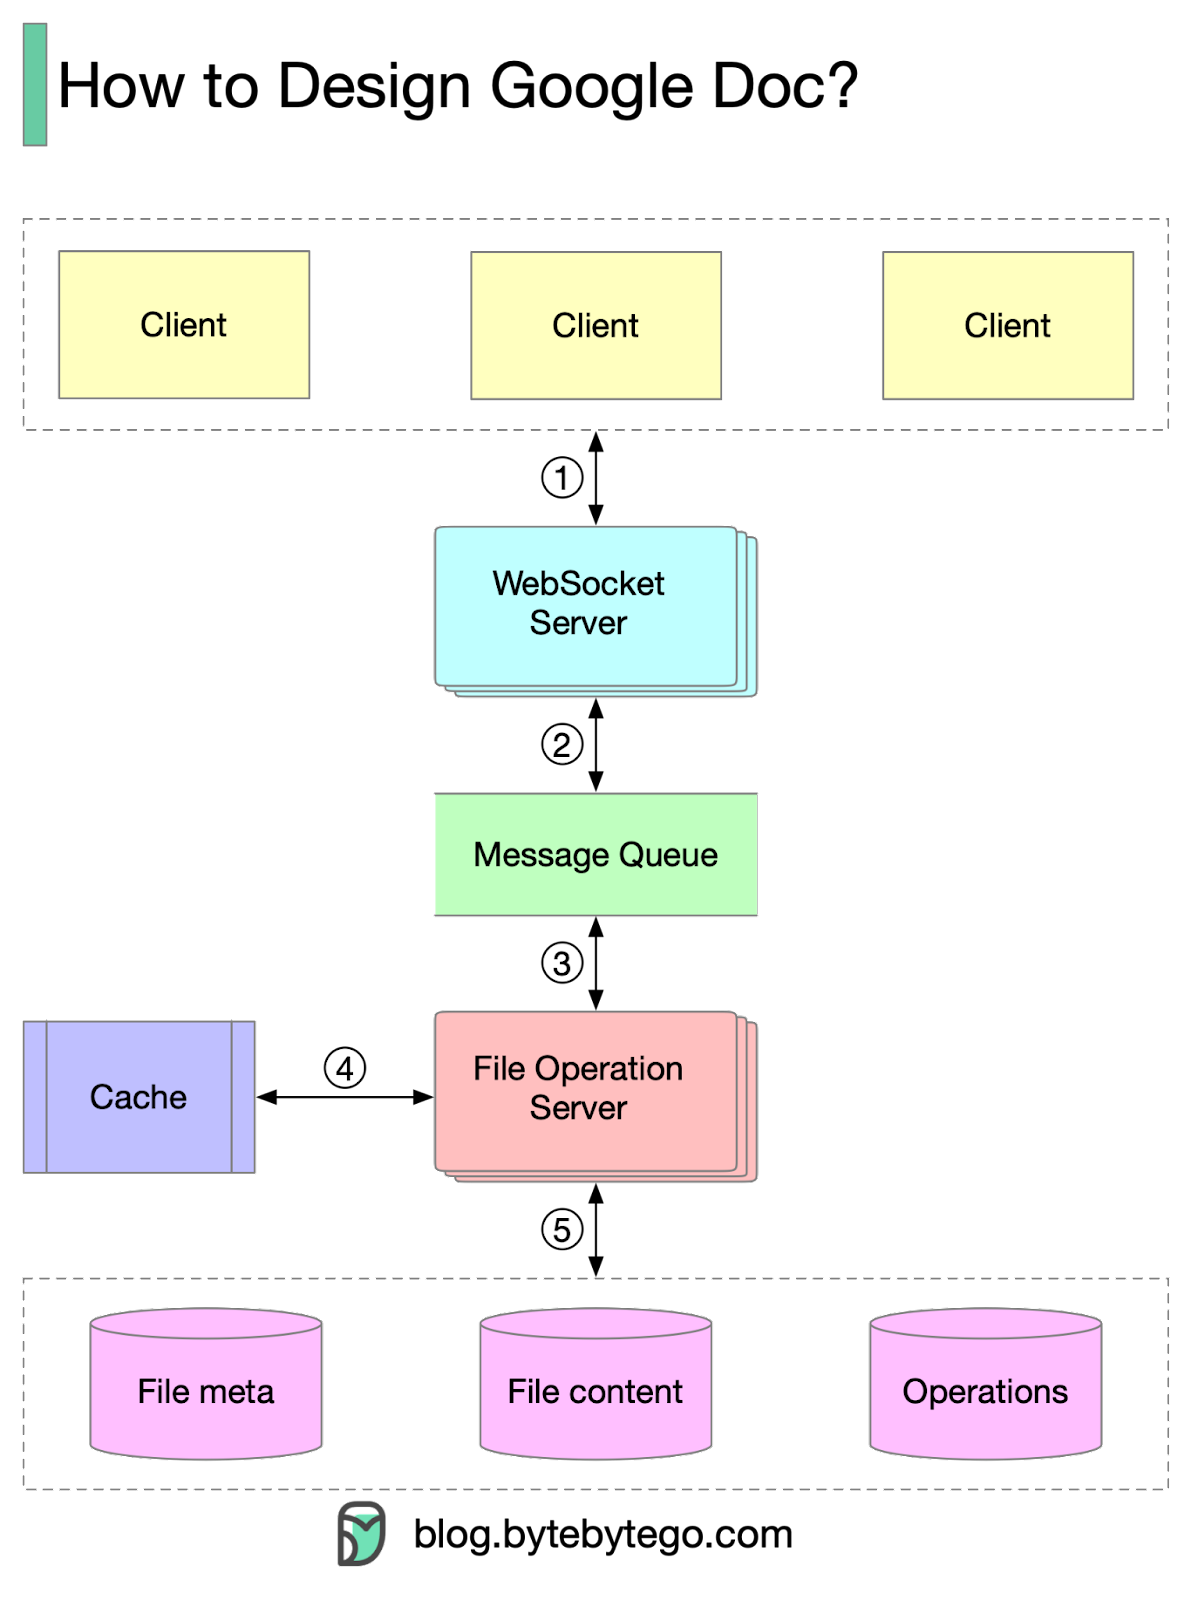 How to Design Google Doc?
Client
Client
Client
①
WebSocket
Server
②
Message Queue
③
Cache
④
File Operation
Server
⑤
File meta
File content
Operations
blog.bytebytego.com